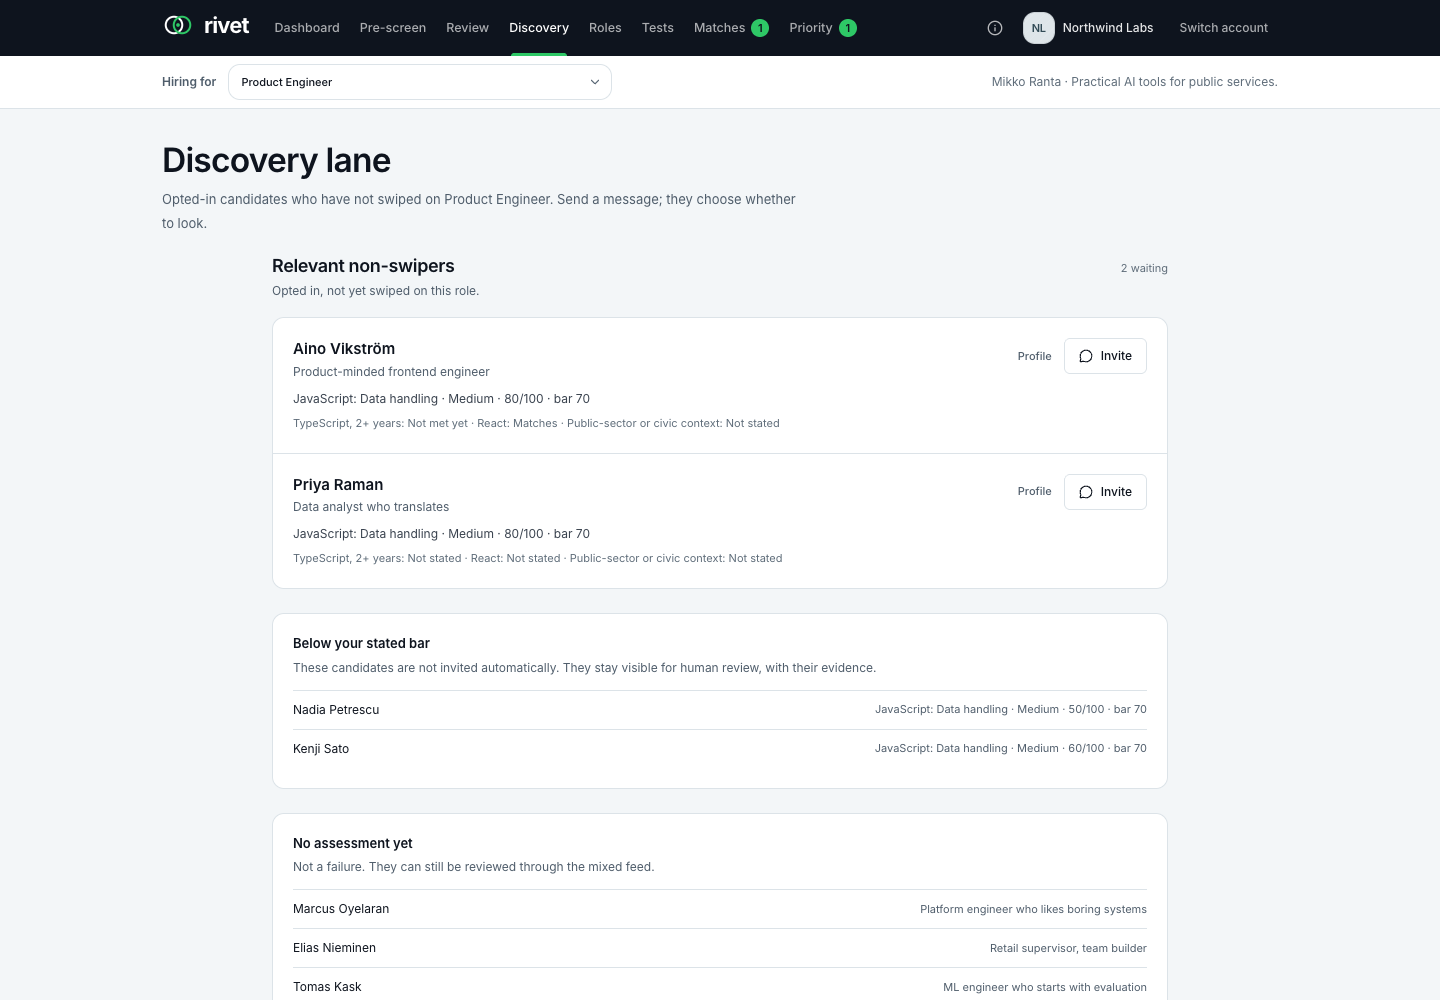 rivet
Dashboard
Pre-screen
Review
Discovery
Roles
Tests
Matches 1
Priority 1
NL
Northwind Labs
Switch account
Hiring for
Product Engineer
Mikko Ranta · Practical AI tools for public services.
Discovery lane
Opted-in candidates who have not swiped on Product Engineer. Send a message; they choose whether
to look.
Relevant non-swipers
2 waiting
Opted in, not yet swiped on this role.
Aino Vikström
Profile
Invite
Product-minded frontend engineer
JavaScript: Data handling · Medium · 80/100 · bar 70
TypeScript, 2+ years: Not met yet · React: Matches · Public-sector or civic context: Not stated
Priya Raman
Profile
Invite
Data analyst who translates
JavaScript: Data handling · Medium · 80/100 · bar 70
TypeScript, 2+ years: Not stated · React: Not stated · Public-sector or civic context: Not stated
Below your stated bar
These candidates are not invited automatically. They stay visible for human review, with their evidence.
Nadia Petrescu
JavaScript: Data handling · Medium · 50/100 · bar 70
Kenji Sato
JavaScript: Data handling · Medium · 60/100 · bar 70
No assessment yet
Not a failure. They can still be reviewed through the mixed feed.
Marcus Oyelaran
Platform engineer who likes boring systems
Elias Nieminen
Retail supervisor, team builder
Tomas Kask
ML engineer who starts with evaluation